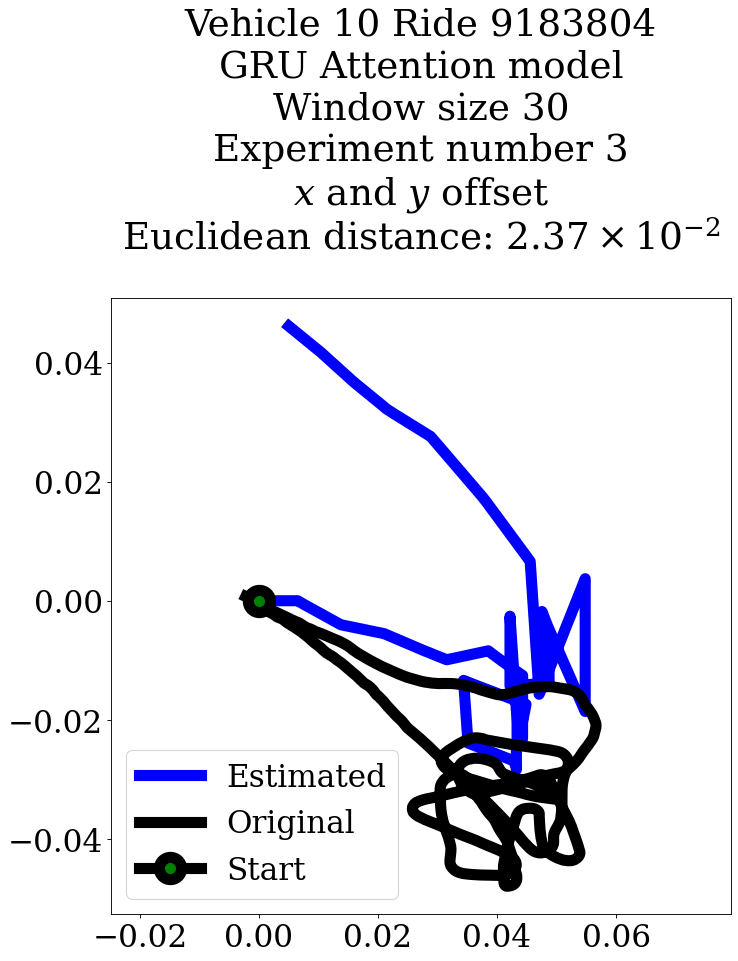 Vehicle 10 Ride 9183804
GRU Attention model
Window size 30
Experiment number 3
x and y offset
Euclidean distance: 2.37 × 10⁻²
0.04
0.02
0.00
−0.02
−0.04
Estimated
Original
Start
−0.02 0.00 0.02 0.04 0.06